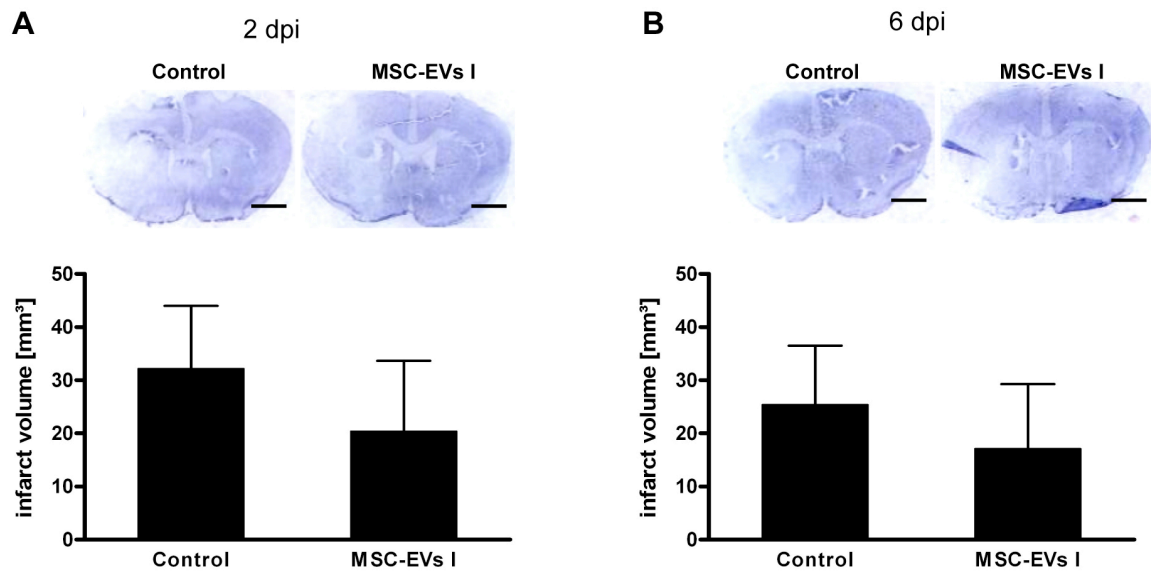 A
2 dpi
Control MSC-EVs I
infarct volume [mm³]
50
40
30
20
10
0
Control MSC-EVs I
B
6 dpi
Control MSC-EVs I
infarct volume [mm³]
50
40
30
20
10
0
Control MSC-EVs I